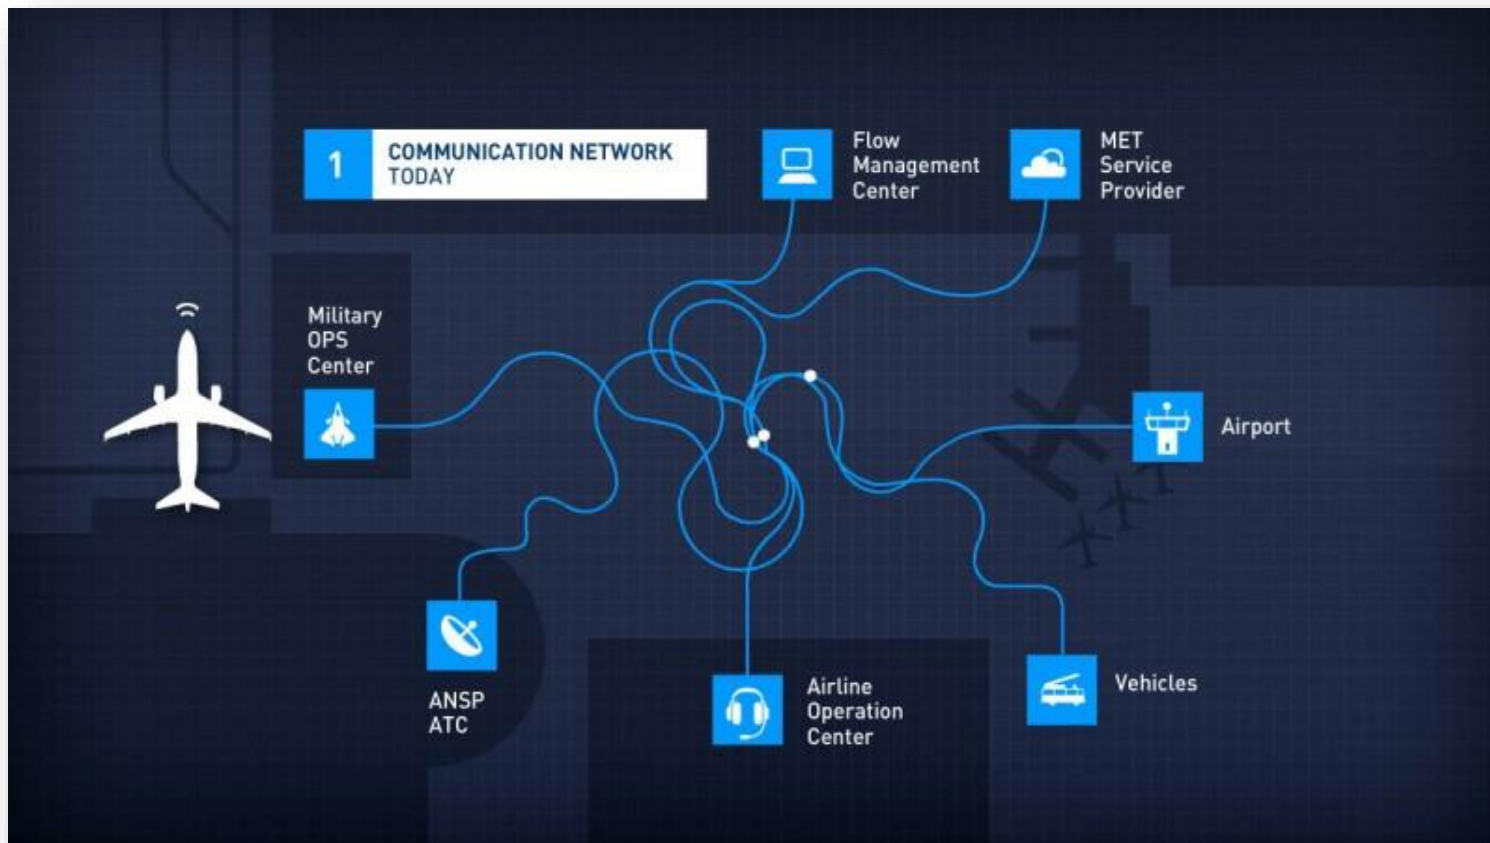 1
COMMUNICATION NETWORK
TODAY
Flow
Management
Center
MET
Service
Provider
Military
OPS
Center
Airport
ANSP
ATC
Airline
Operation
Center
Vehicles